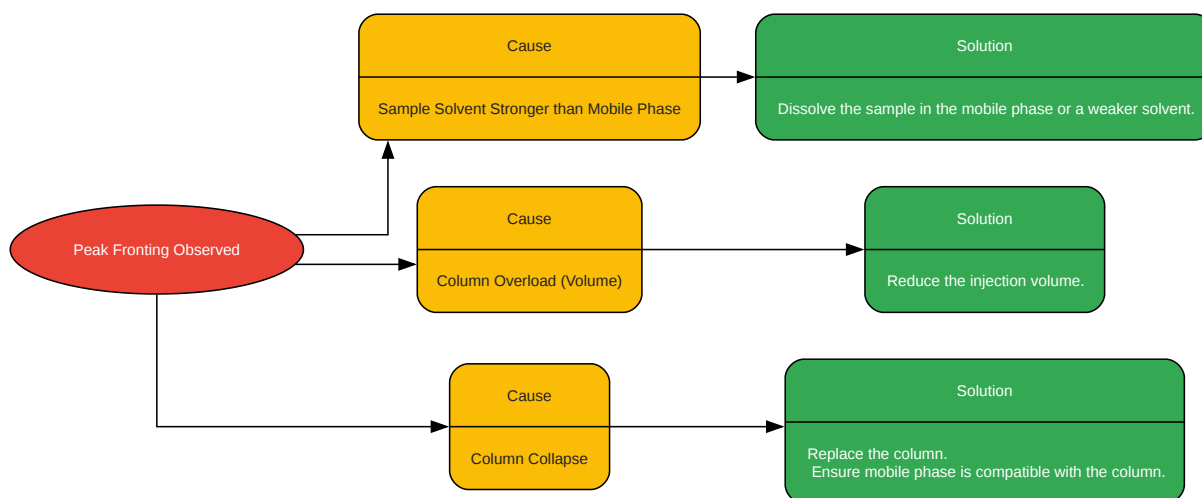 Cause
Solution
Sample Solvent Stronger than Mobile Phase
Dissolve the sample in the mobile phase or a weaker solvent.
Peak Fronting Observed
Cause
Solution
Column Overload (Volume)
Reduce the injection volume.
Cause
Solution
Column Collapse
Replace the column.
Ensure mobile phase is compatible with the column.